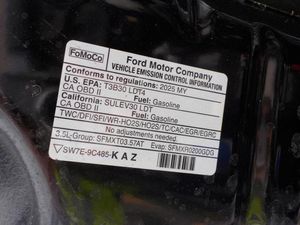 FoMoCo
Ford Motor Company
VEHICLE EMISSION CONTROL INFORMATION
Conforms to regulations: 2025 MY
U.S. EPA: T3B30 LDT4
CA OBD II Fuel: Gasoline
California: SULEV30 LDT
CA OBD II Fuel: Gasoline
TWC/DFI/SFI/WR-HO2S/HO2S/TC/CAC/EGR/EGRC
No adjustments needed.
3.5L-Group: SFMXT03.57AT Evap: SFMXR0200GDG
SW7E-9C485-KAZ